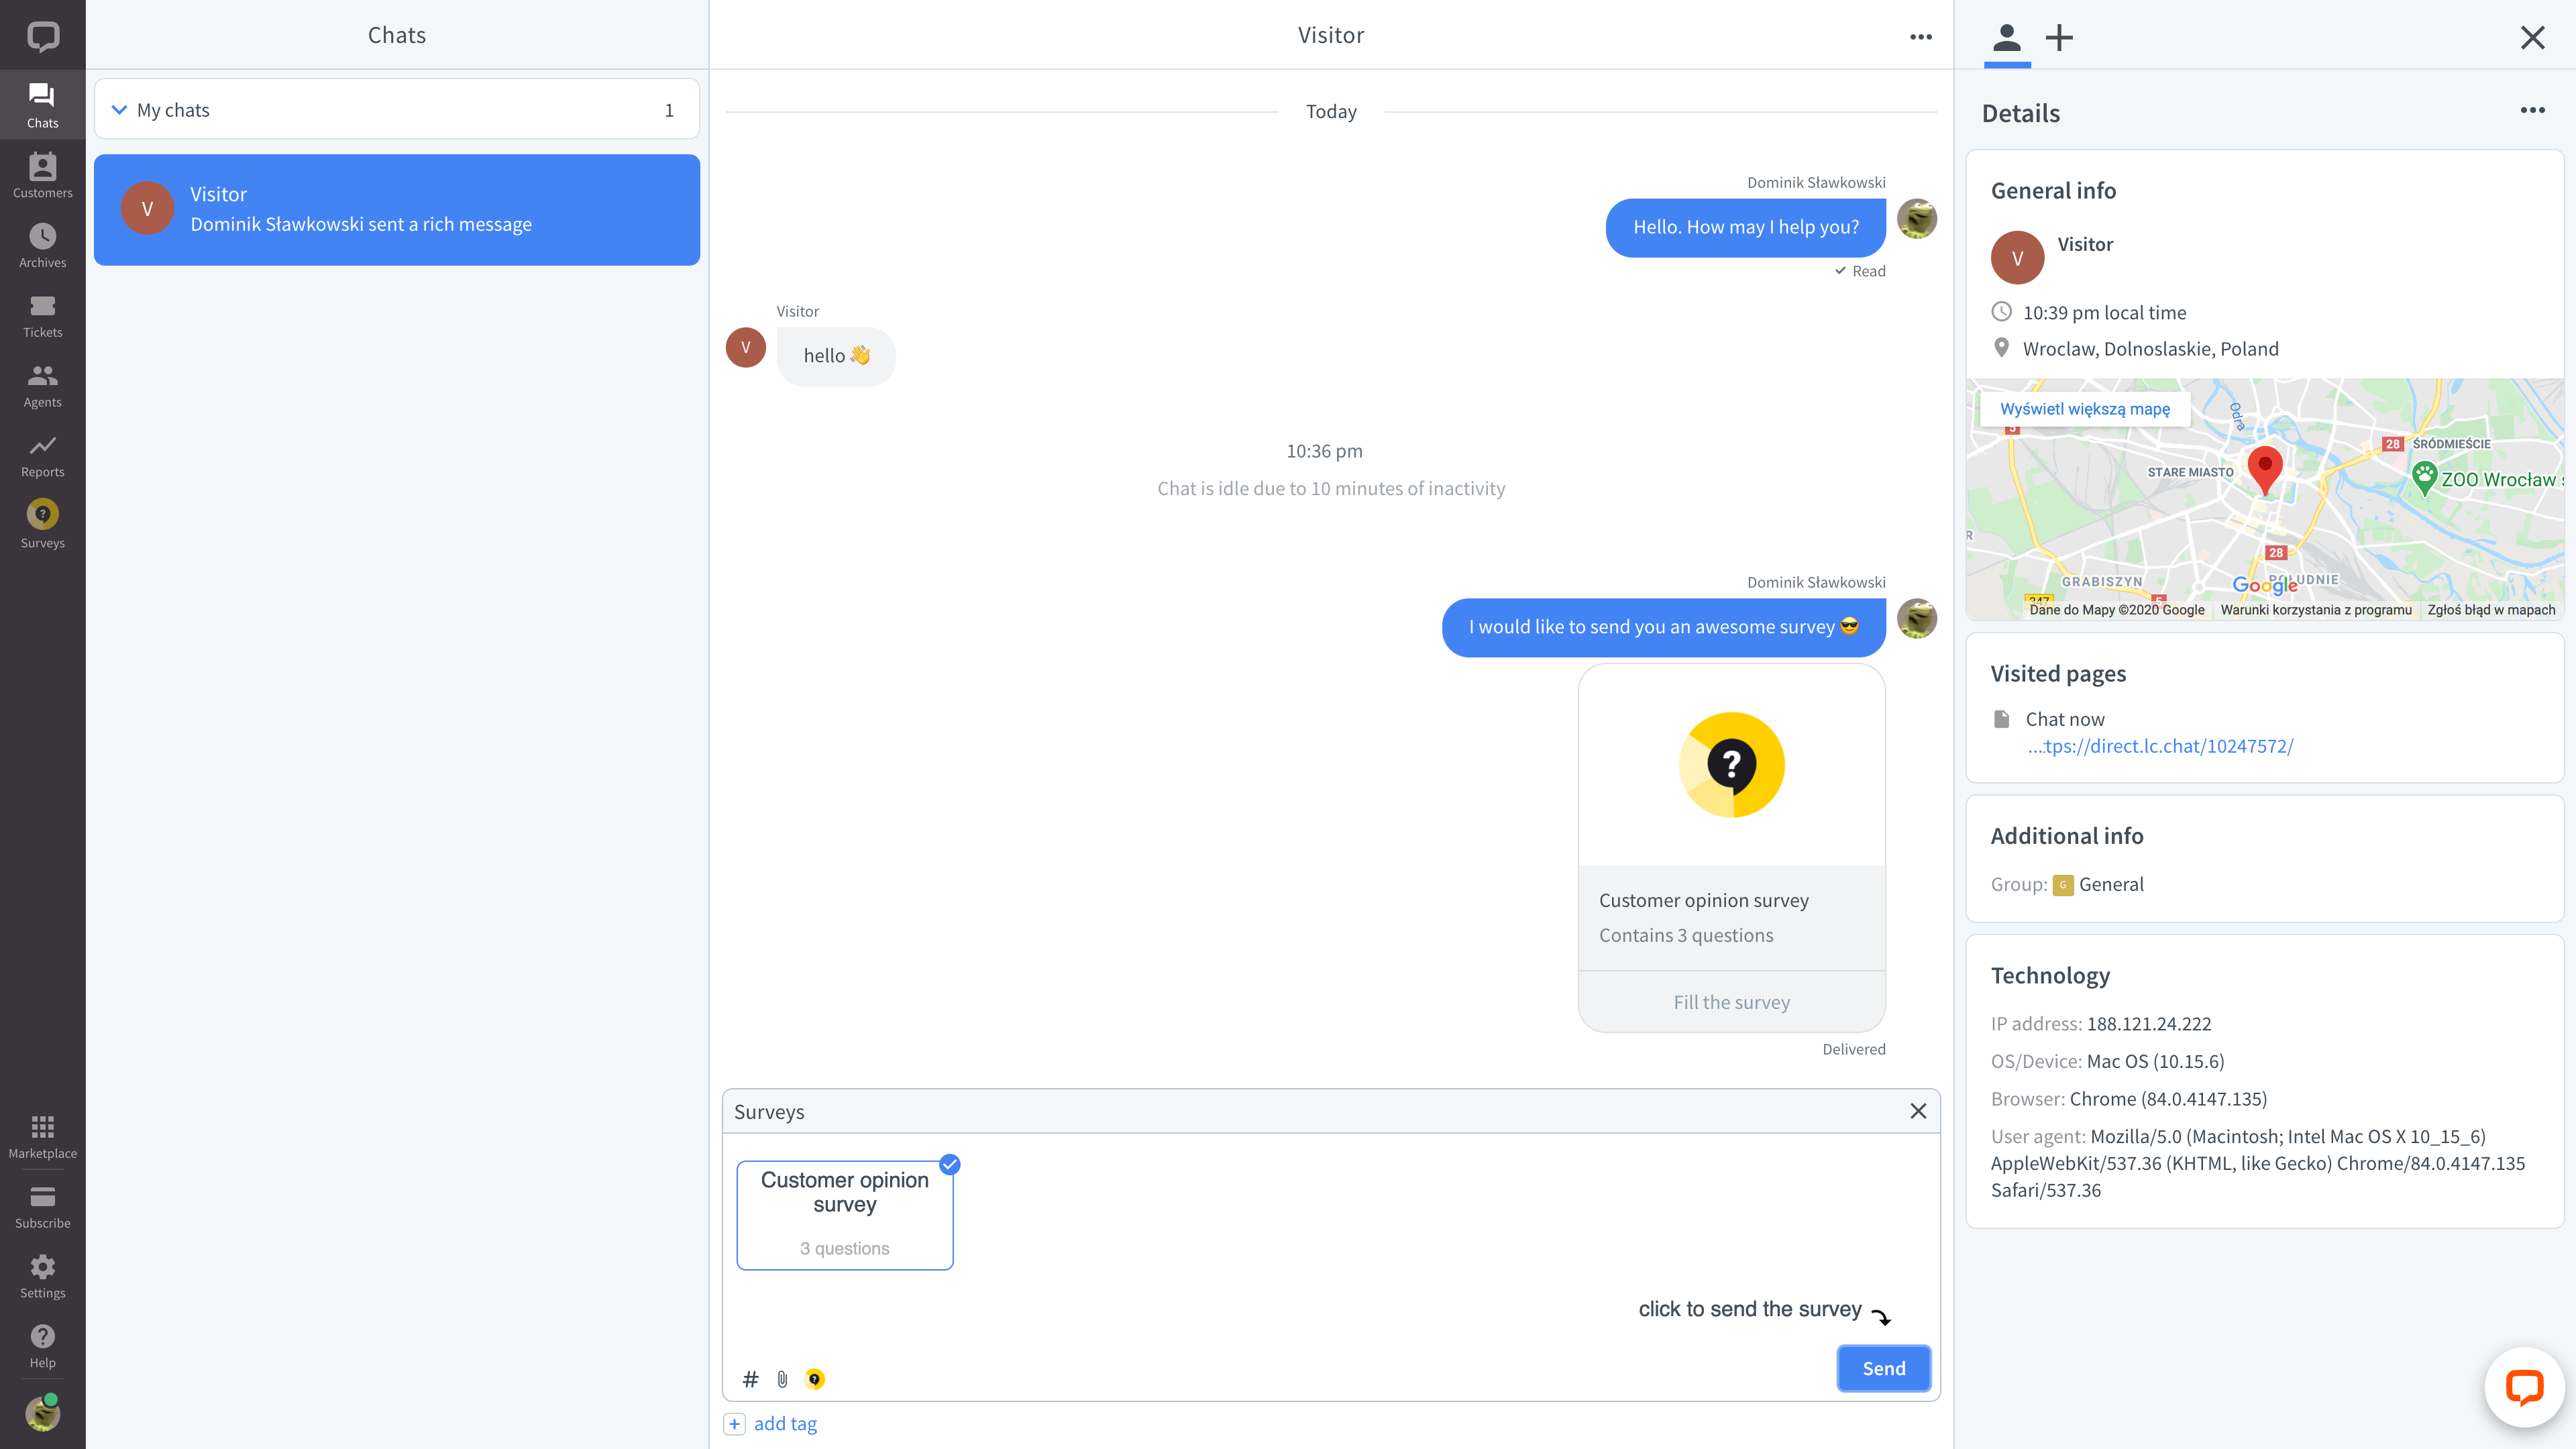 Chats
Customers
Archives
Tickets
Agents
Reports
?
Surveys
Marketplace
Subscribe
Settings
Help
Chats
My chats
1
V
Visitor
Dominik Sławkowski sent a rich message
Visitor
Today
Dominik Sławkowski
Hello. How may I help you?
Read
Visitor
V
hello 👋
10:36 pm
Chat is idle due to 10 minutes of inactivity
Dominik Sławkowski
I would like to send you an awesome survey 😎
?
Customer opinion survey
Contains 3 questions
Fill the survey
Delivered
Surveys
Customer opinion
survey
3 questions
click to send the survey
# ?
Send
+ add tag
Details
General info
V
Visitor
10:39 pm local time
Wroclaw, Dolnoslaskie, Poland
Wyświetl większą mapę
Odra
5
28
ŚRÓDMIEŚCIE
STARE MIASTO
ZOO Wrocław
R
28
GRABISZYN
Google
POŁUDNIE
247
5
Dane do Mapy ©2020 Google
Warunki korzystania z programu
Zgłoś błąd w mapach
Visited pages
Chat now
...tps://direct.lc.chat/10247572/
Additional info
Group: G General
Technology
IP address: 188.121.24.222
OS/Device: Mac OS (10.15.6)
Browser: Chrome (84.0.4147.135)
User agent: Mozilla/5.0 (Macintosh; Intel Mac OS X 10_15_6)
AppleWebKit/537.36 (KHTML, like Gecko) Chrome/84.0.4147.135
Safari/537.36